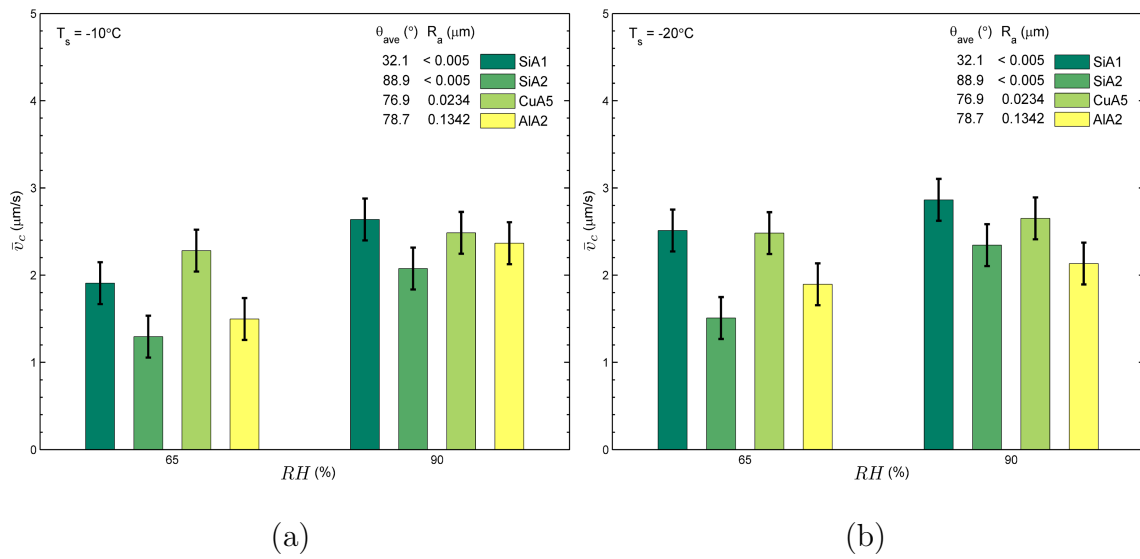 T_s = -10°C
θ_ave (°) R_a (μm)
32.1 < 0.005 SiA1
88.9 < 0.005 SiA2
76.9 0.0234 CuA5
78.7 0.1342 AlA2
5
4
3
2
1
0
v̄_c (μm/s)
65 90
RH (%)
(a)
T_s = -20°C
θ_ave (°) R_a (μm)
32.1 < 0.005 SiA1
88.9 < 0.005 SiA2
76.9 0.0234 CuA5
78.7 0.1342 AlA2
5
4
3
2
1
0
v̄_c (μm/s)
65 90
RH (%)
(b)